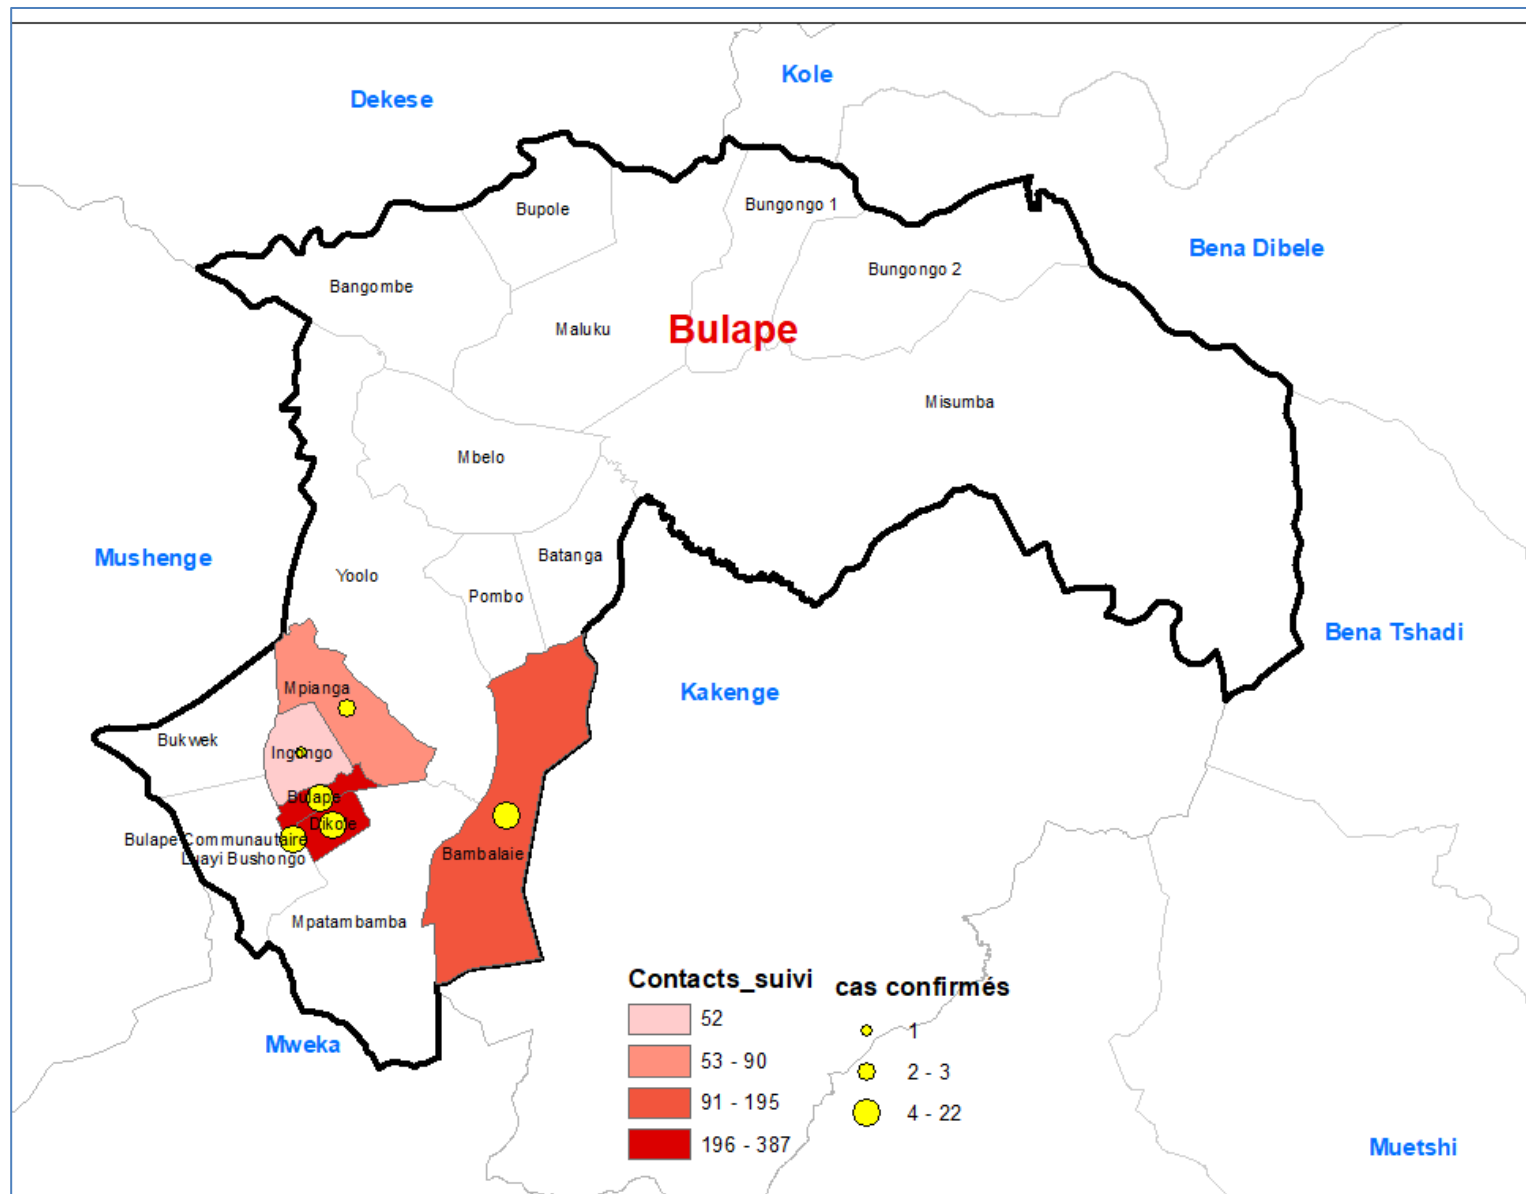 Kole
Dekese
Bupole
Bungongo 1
Bena Dibele
Bungongo 2
Bangombe
Maluku
Bulape
Misumba
Mbelo
Mushenge
Batanga
Yoolo
Pombo
Bena Tshadi
Mpianga
Kakenge
Bukwek
Ingongo
Bulape
Dikole
Bulape Communautaire
Luayi Bushongo
Bambalaie
Mpatambamba
Mweka
Contacts_suivi
52
53 - 90
91 - 195
196 - 387
cas confirmés
1
2 - 3
4 - 22
Muetshi